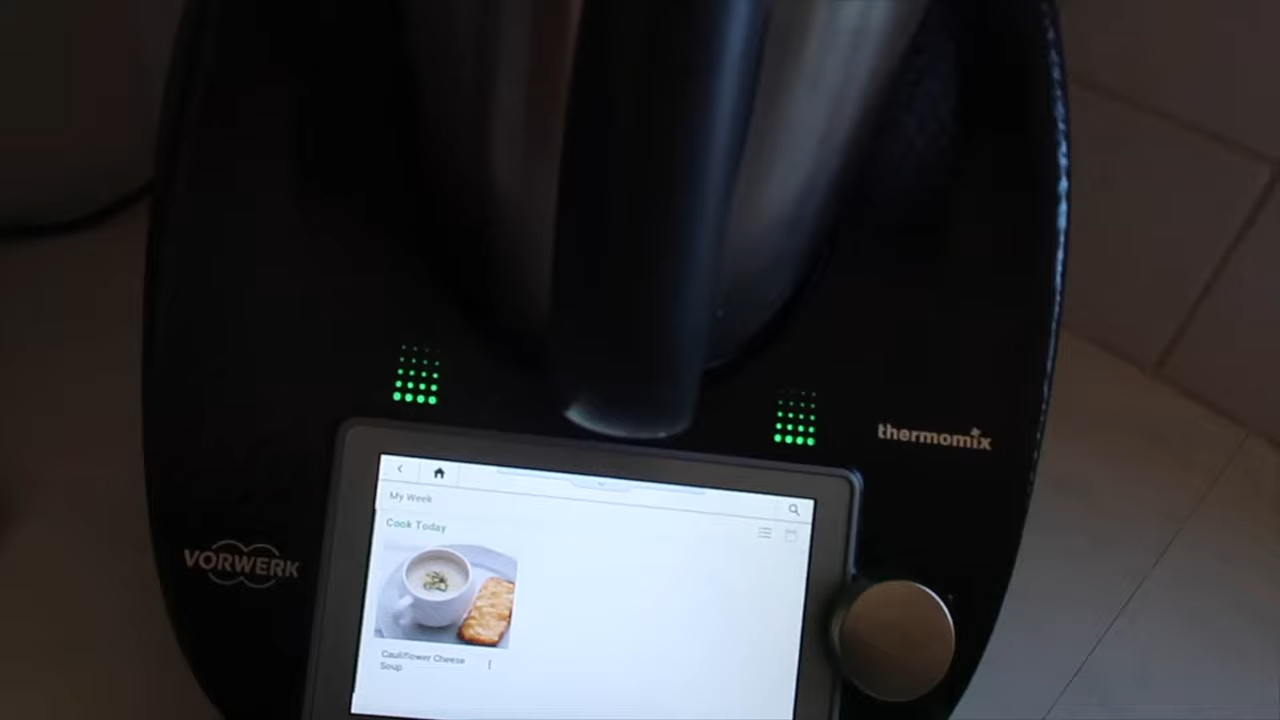 thermomix
VORWERK
My Week
Cook Today
Cauliflower Cheese
Soup